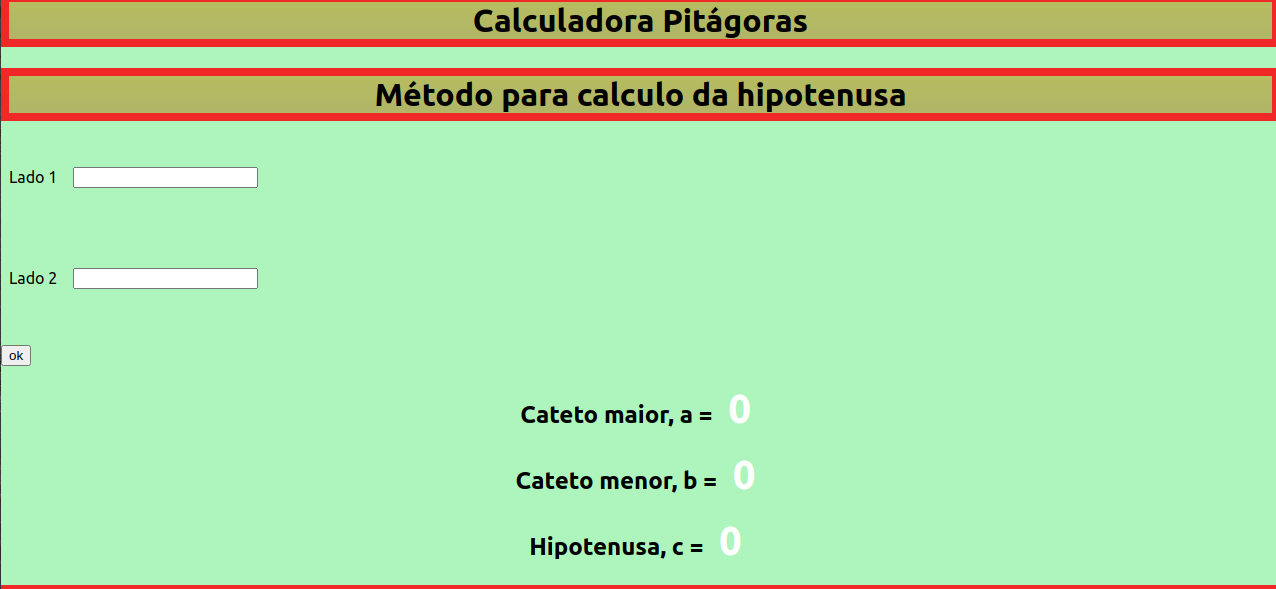 Calculadora Pitágoras
Método para calculo da hipotenusa
Lado 1
Lado 2
ok
Cateto maior, a = 0
Cateto menor, b = 0
Hipotenusa, c = 0